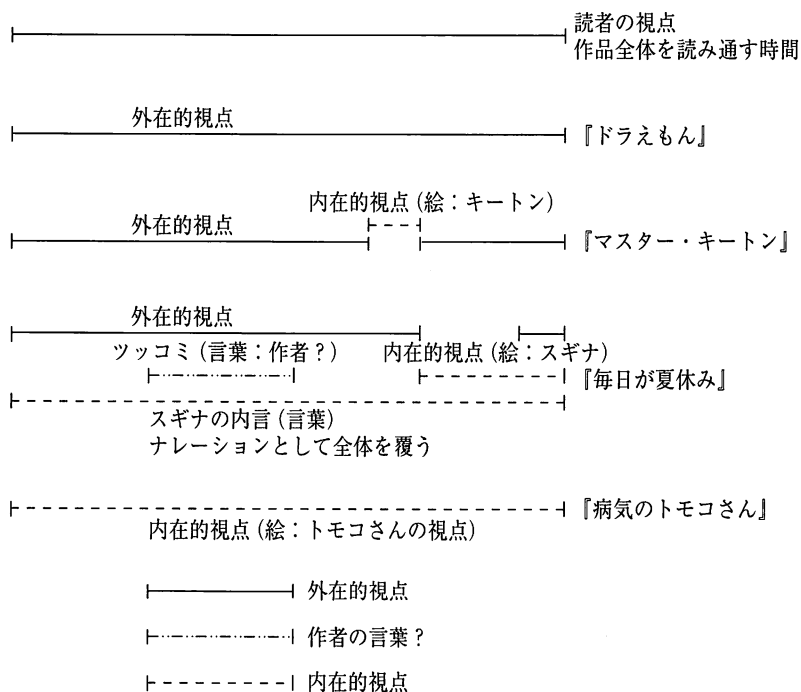 読者の視点
作品全体を読み通す時間
外在的視点
『ドラえもん』
内在的視点(絵:キートン)
外在的視点
『マスター・キートン』
外在的視点
ツッコミ(言葉:作者?)
内在的視点(絵:スギナ)
『毎日が夏休み』
スギナの内言(言葉)
ナレーションとして全体を覆う
『病気のトモコさん』
内在的視点(絵:トモコさんの視点)
外在的視点
作者の言葉?
内在的視点